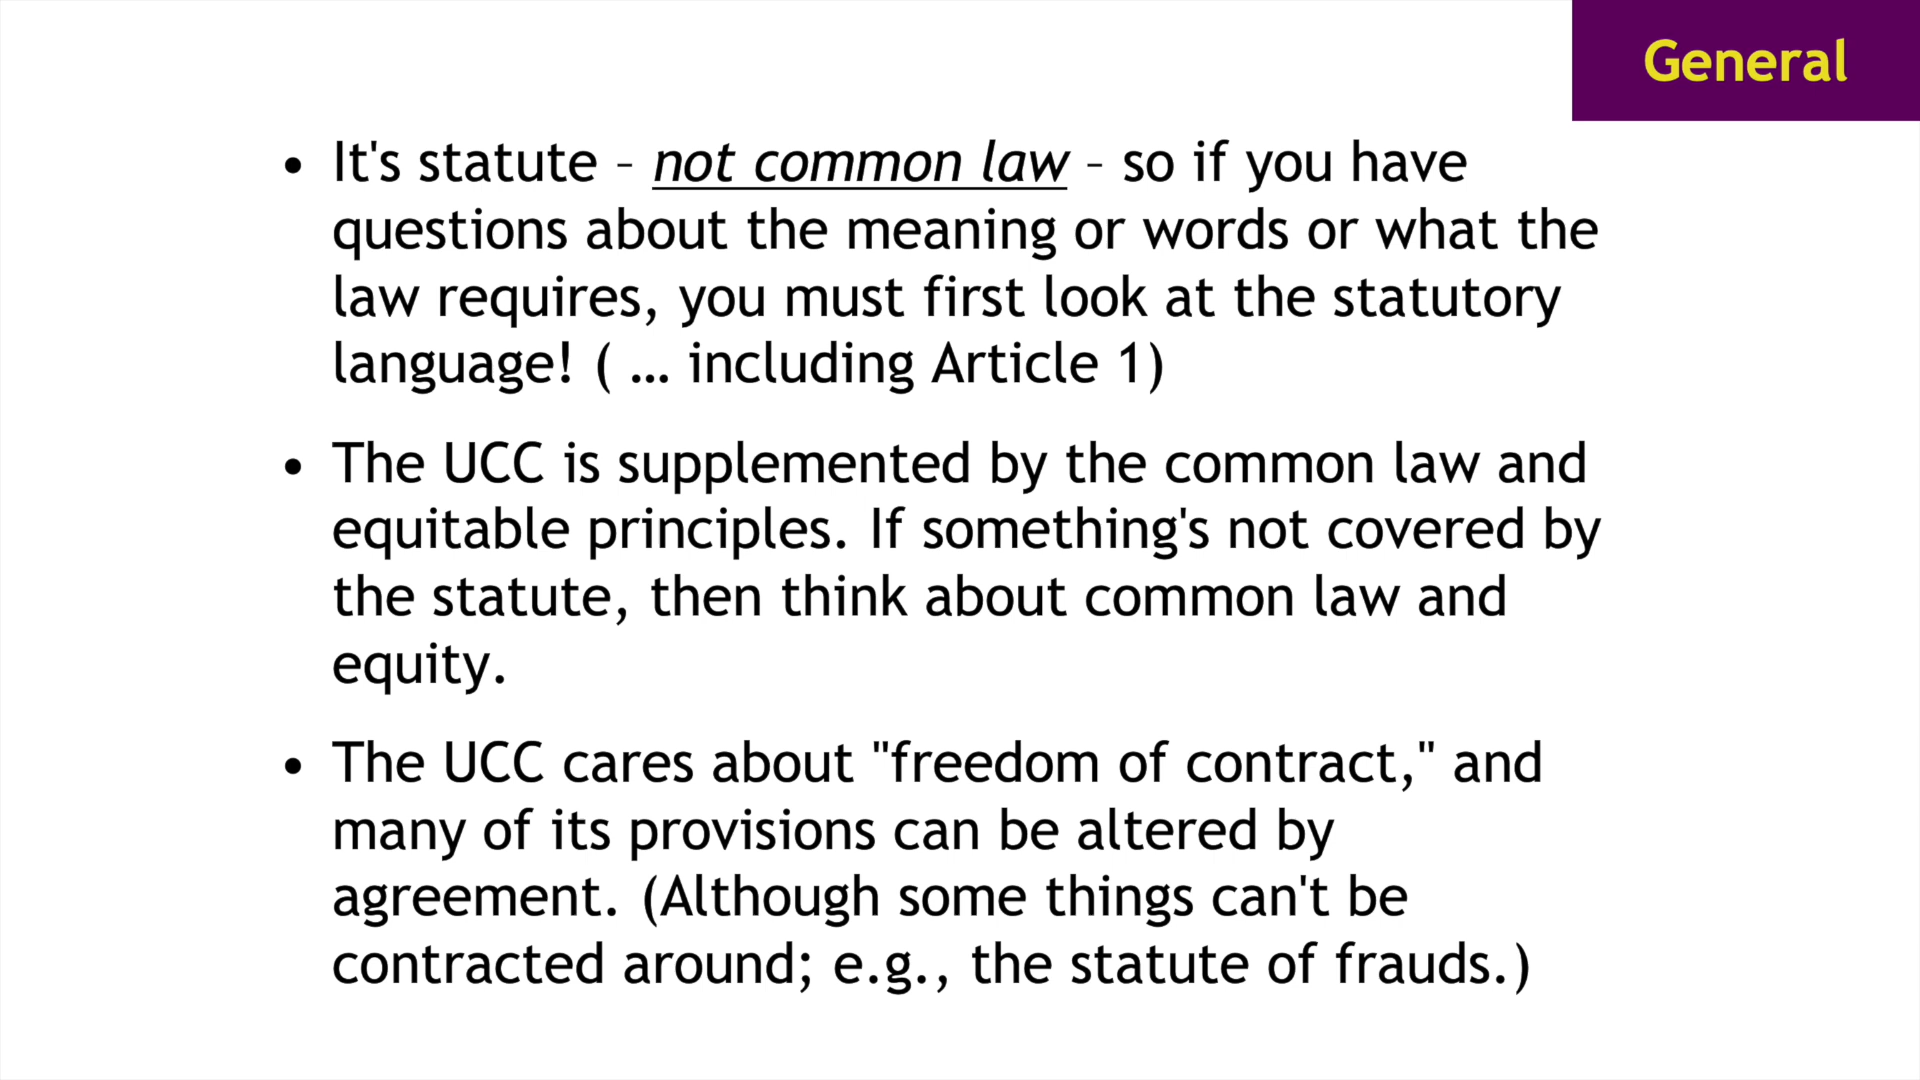 General
• It's statute – not common law – so if you have
questions about the meaning or words or what the
law requires, you must first look at the statutory
language! ( … including Article 1)
• The UCC is supplemented by the common law and
equitable principles. If something's not covered by
the statute, then think about common law and
equity.
• The UCC cares about "freedom of contract," and
many of its provisions can be altered by
agreement. (Although some things can't be
contracted around; e.g., the statute of frauds.)